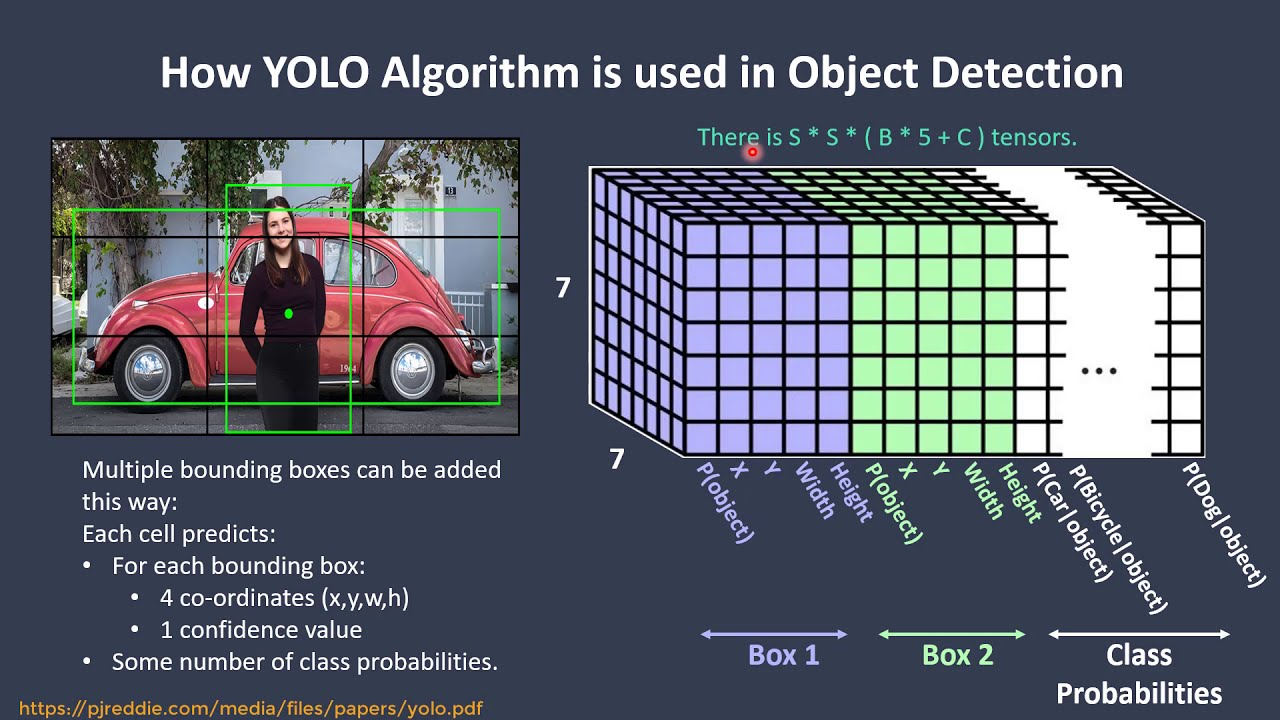 How YOLO Algorithm is used in Object Detection
There is S * S * ( B * 5 + C ) tensors.
13
1964
7
7
P(object)
X
Y
Width
Height
P(object)
X
Y
Width
Height
P(Car|object)
P(Bicycle|object)
...
P(Dog|object)
Box 1
Box 2
Class
Probabilities
Multiple bounding boxes can be added
this way:
Each cell predicts:
• For each bounding box:
• 4 co-ordinates (x,y,w,h)
• 1 confidence value
• Some number of class probabilities.
https://pjreddie.com/media/files/papers/yolo.pdf